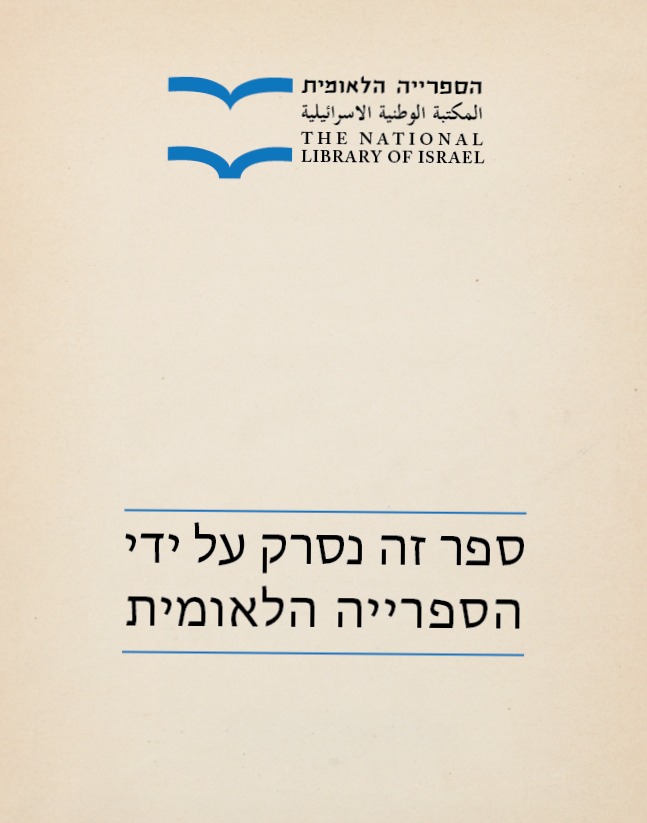 הספרייה הלאומית
المكتبة الوطنية الاسرائيلية
THE NATIONAL
LIBRARY OF ISRAEL
ספר זה נסרק על ידי
הספרייה הלאומית